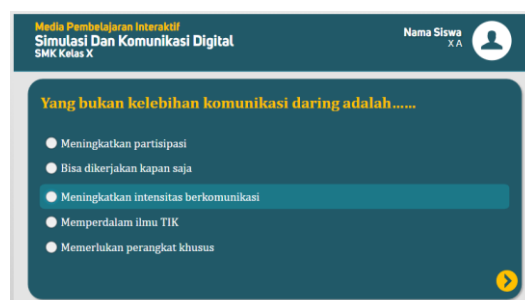 Media Pembelajaran Interaktif
Simulasi Dan Komunikasi Digital
SMK Kelas X
Nama Siswa
X A
Yang bukan kelebihan komunikasi daring adalah......
Meningkatkan partisipasi
Bisa dikerjakan kapan saja
Meningkatkan intensitas berkomunikasi
Memperdalam ilmu TIK
Memerlukan perangkat khusus